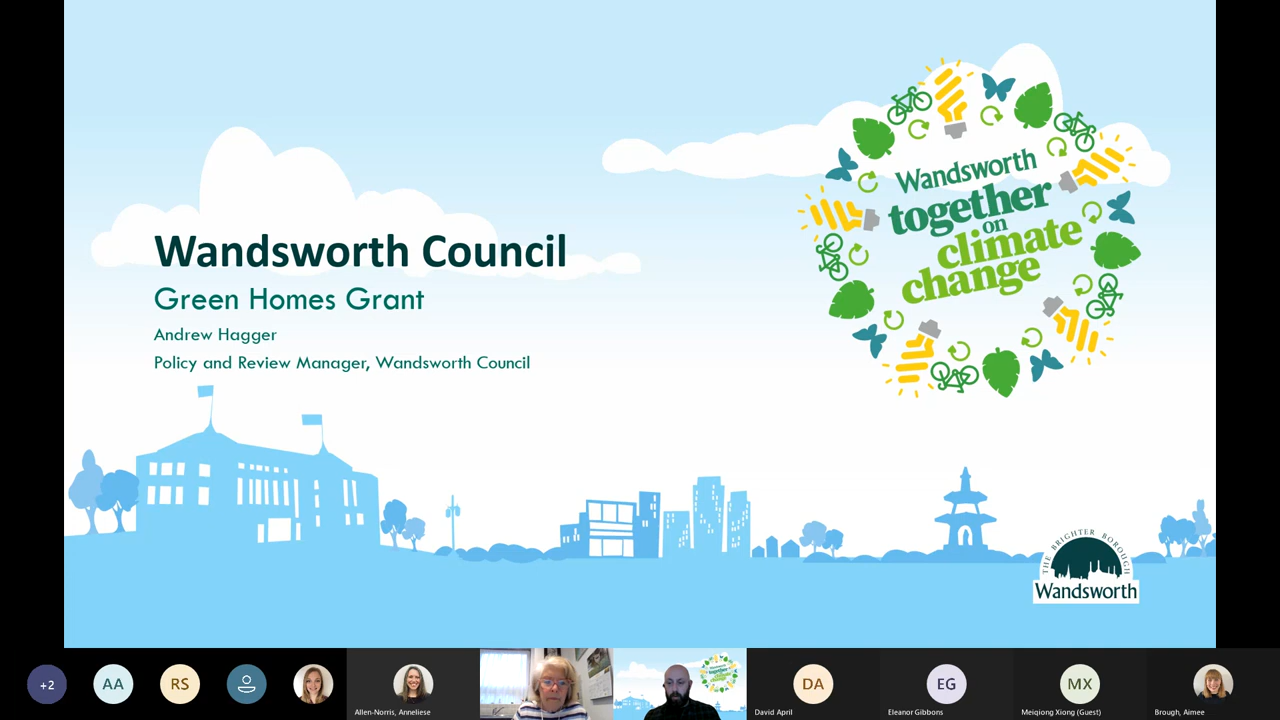 Wandsworth
together
on
climate
change
Wandsworth Council
Green Homes Grant
Andrew Hagger
Policy and Review Manager, Wandsworth Council
THE BRIGHTER BOROUGH
Wandsworth
+2
AA
RS
DA
EG
MX
Allen-Norris, Anneliese
David April
Eleanor Gibbons
Meiqiong Xiong (Guest)
Brough, Aimee